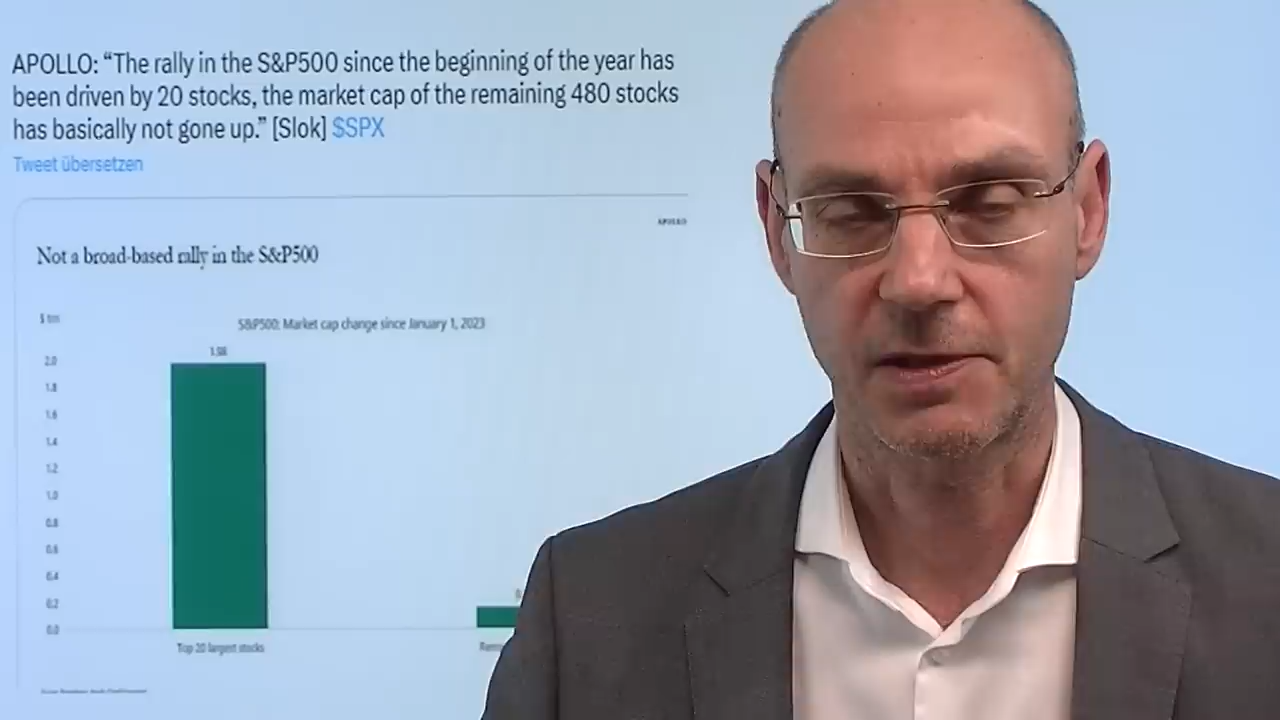 APOLLO: “The rally in the S&P500 since the beginning of the year has
been driven by 20 stocks, the market cap of the remaining 480 stocks
has basically not gone up.” [Slok] $SPX
Tweet übersetzen
APOLLO
Not a broad-based rally in the S&P500
$ trn
S&P500: Market cap change since January 1, 2023
1.98
2.0
1.8
1.6
1.4
1.2
1.0
0.8
0.6
0.4
0.2
0.0
Top 20 largest stocks